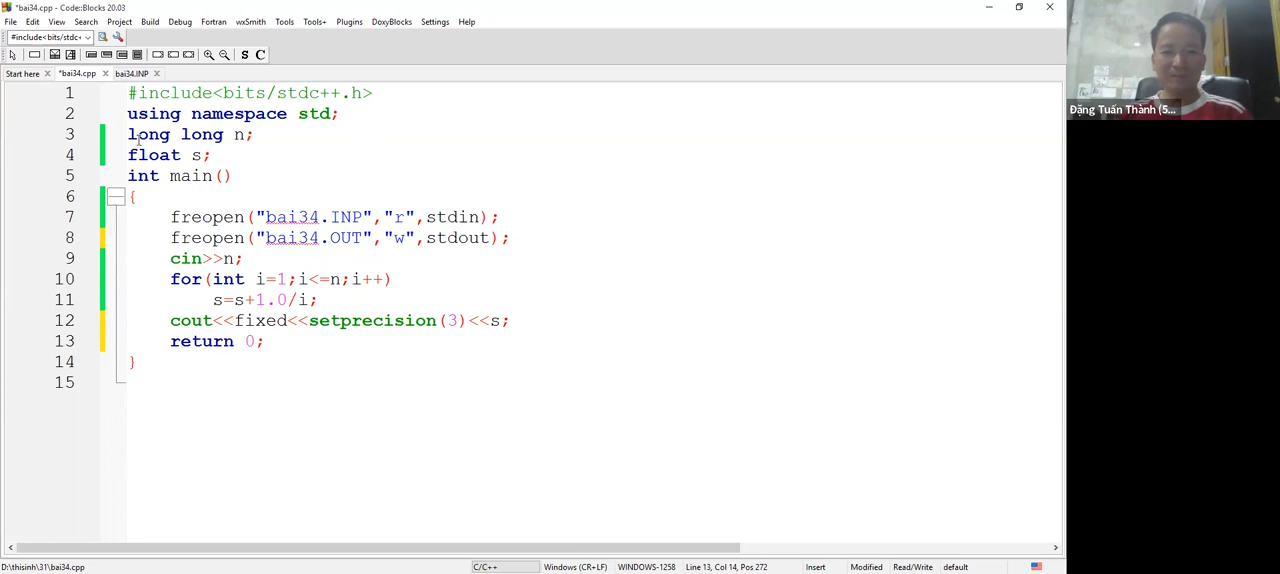 *bai34.cpp - Code::Blocks 20.03
File Edit View Search Project Build Debug Fortran wxSmith Tools Tools+ Plugins DoxyBlocks Settings Help
#include<bits/stdc+
S C
Start here *bai34.cpp bai34.INP
1 #include<bits/stdc++.h>
2 using namespace std;
3 long long n;
4 float s;
5 int main()
6 {
7 freopen("bai34.INP","r",stdin);
8 freopen("bai34.OUT","w",stdout);
9 cin>>n;
10 for(int i=1;i<=n;i++)
11 s=s+1.0/i;
12 cout<<fixed<<setprecision(3)<<s;
13 return 0;
14 }
15
Đặng Tuấn Thành (5...
D:\thisinh\31\bai34.cpp C/C++ Windows (CR+LF) WINDOWS-1258 Line 13, Col 14, Pos 272 Insert Modified Read/Write default